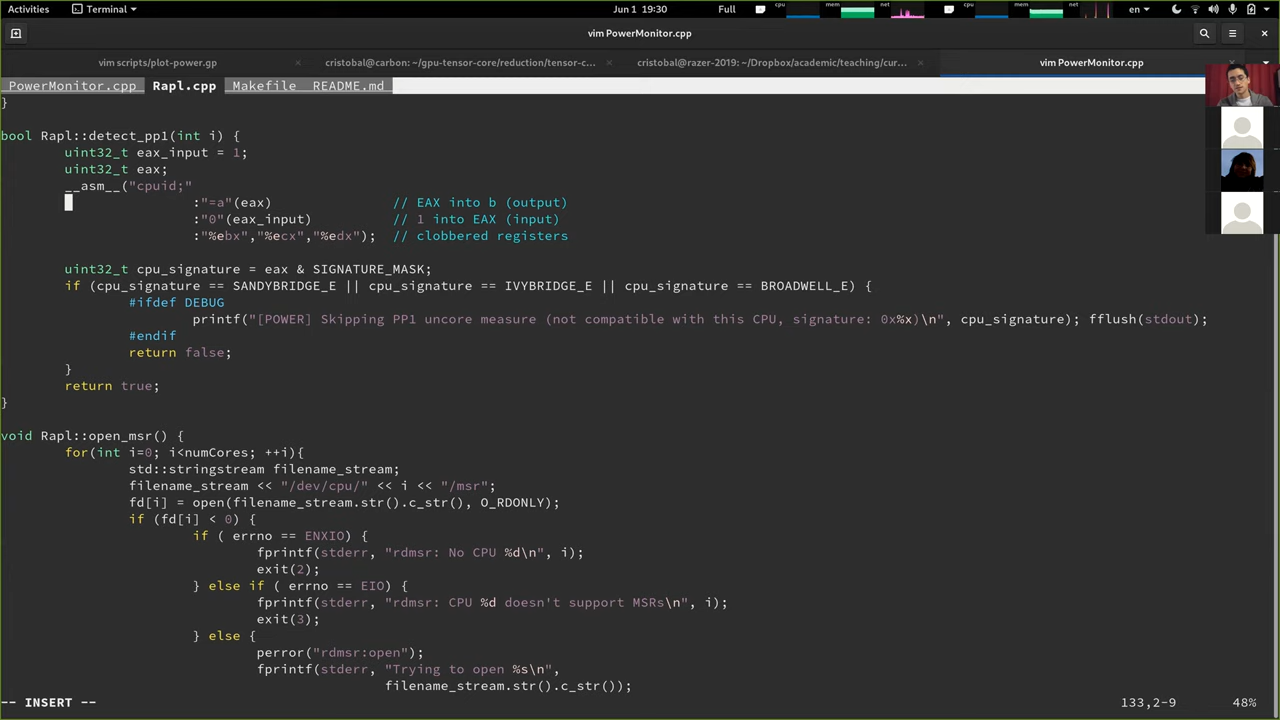 Activities Terminal Jun 1 19:30 Full cpu mem net cpu mem net en
vim PowerMonitor.cpp
vim scripts/plot-power.gp × cristobal@carbon: ~/gpu-tensor-core/reduction/tensor-c... × cristobal@razer-2019: ~/Dropbox/academic/teaching/cur... × vim PowerMonitor.cpp
PowerMonitor.cpp Rapl.cpp Makefile README.md
}
bool Rapl::detect_pp1(int i) {
uint32_t eax_input = 1;
uint32_t eax;
__asm__("cpuid;"
:"=a"(eax) // EAX into b (output)
:"0"(eax_input) // 1 into EAX (input)
:"%ebx","%ecx","%edx"); // clobbered registers
uint32_t cpu_signature = eax & SIGNATURE_MASK;
if (cpu_signature == SANDYBRIDGE_E || cpu_signature == IVYBRIDGE_E || cpu_signature == BROADWELL_E) {
#ifdef DEBUG
printf("[POWER] Skipping PP1 uncore measure (not compatible with this CPU, signature: 0x%x)\n", cpu_signature); fflush(stdout);
#endif
return false;
}
return true;
}
void Rapl::open_msr() {
for(int i=0; i<numCores; ++i){
std::stringstream filename_stream;
filename_stream << "/dev/cpu/" << i << "/msr";
fd[i] = open(filename_stream.str().c_str(), O_RDONLY);
if (fd[i] < 0) {
if ( errno == ENXIO) {
fprintf(stderr, "rdmsr: No CPU %d\n", i);
exit(2);
} else if ( errno == EIO) {
fprintf(stderr, "rdmsr: CPU %d doesn't support MSRs\n", i);
exit(3);
} else {
perror("rdmsr:open");
fprintf(stderr, "Trying to open %s\n",
filename_stream.str().c_str());
-- INSERT -- 133,2-9 48%